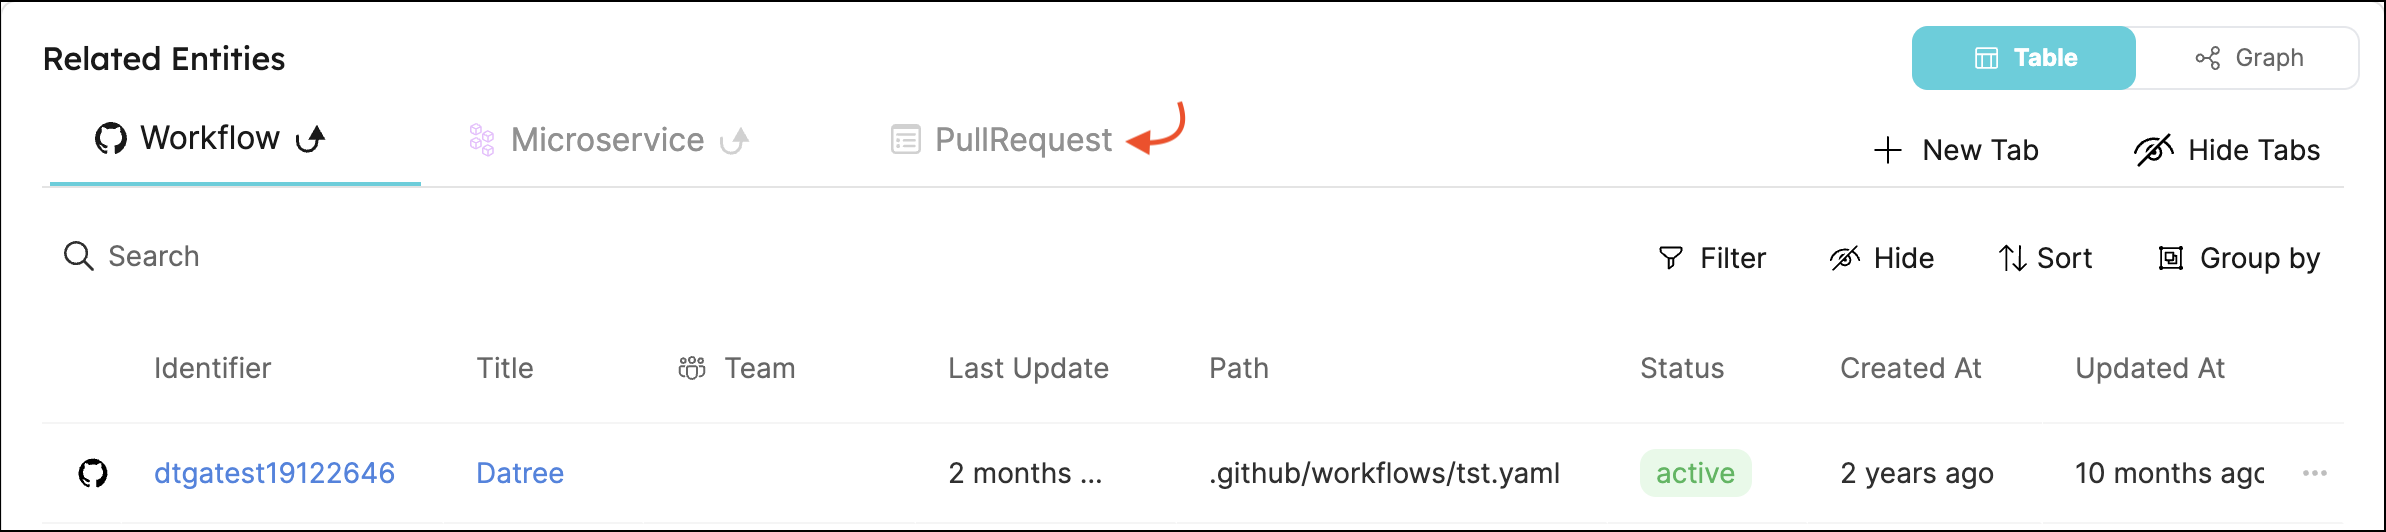 Related Entities
Table
Graph
Workflow
Microservice
PullRequest
New Tab
Hide Tabs
Search
Filter
Hide
Sort
Group by
Identifier
Title
Team
Last Update
Path
Status
Created At
Updated At
dtgatest19122646
Datree
2 months ...
.github/workflows/tst.yaml
active
2 years ago
10 months ago